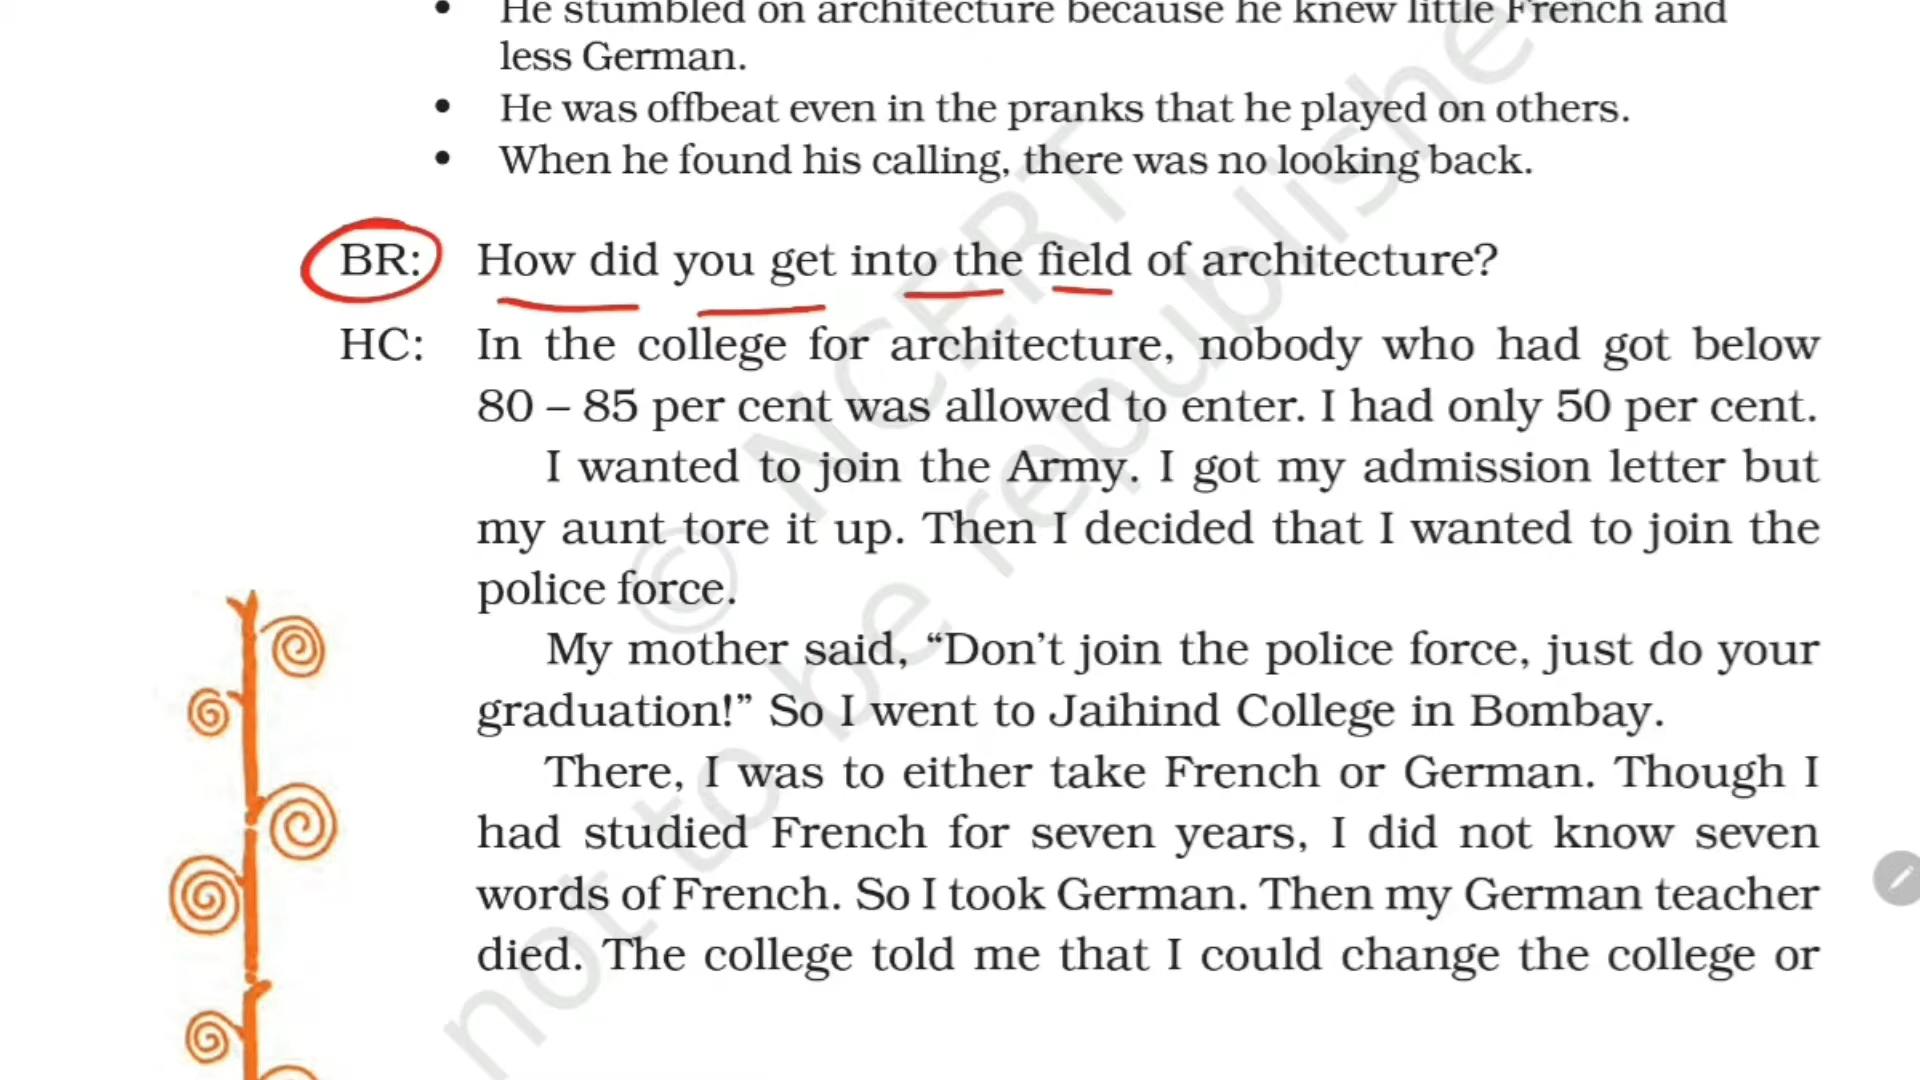 • He stumbled on architecture because he knew little French and
less German.
• He was offbeat even in the pranks that he played on others.
• When he found his calling, there was no looking back.
BR: How did you get into the field of architecture?
HC: In the college for architecture, nobody who had got below
80 – 85 per cent was allowed to enter. I had only 50 per cent.
I wanted to join the Army. I got my admission letter but
my aunt tore it up. Then I decided that I wanted to join the
police force.
My mother said, “Don’t join the police force, just do your
graduation!” So I went to Jaihind College in Bombay.
There, I was to either take French or German. Though I
had studied French for seven years, I did not know seven
words of French. So I took German. Then my German teacher
died. The college told me that I could change the college or
© NCERT
not to be republishe